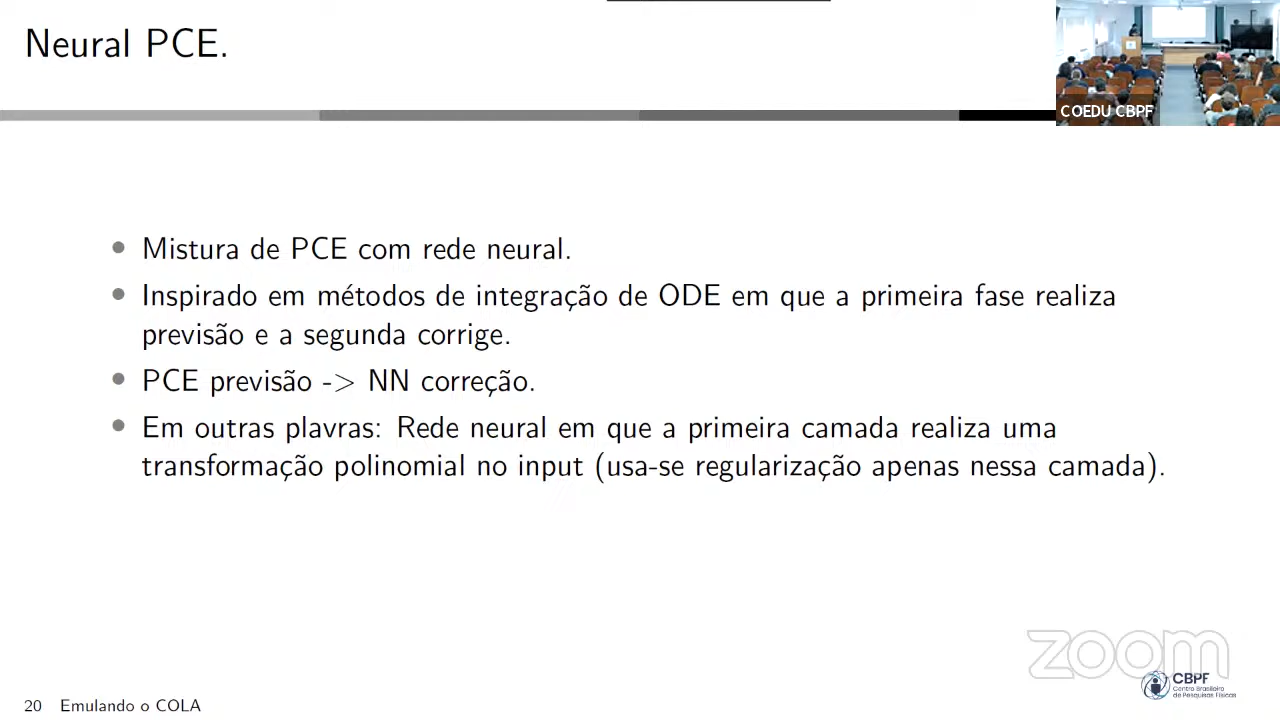 Neural PCE.
COEDU CBPF
• Mistura de PCE com rede neural.
• Inspirado em métodos de integração de ODE em que a primeira fase realiza
previsão e a segunda corrige.
• PCE previsão -> NN correção.
• Em outras plavras: Rede neural em que a primeira camada realiza uma
transformação polinomial no input (usa-se regularização apenas nessa camada).
zoom
CBPF
Centro Brasileiro
de Pesquisas Físicas
20 Emulando o COLA